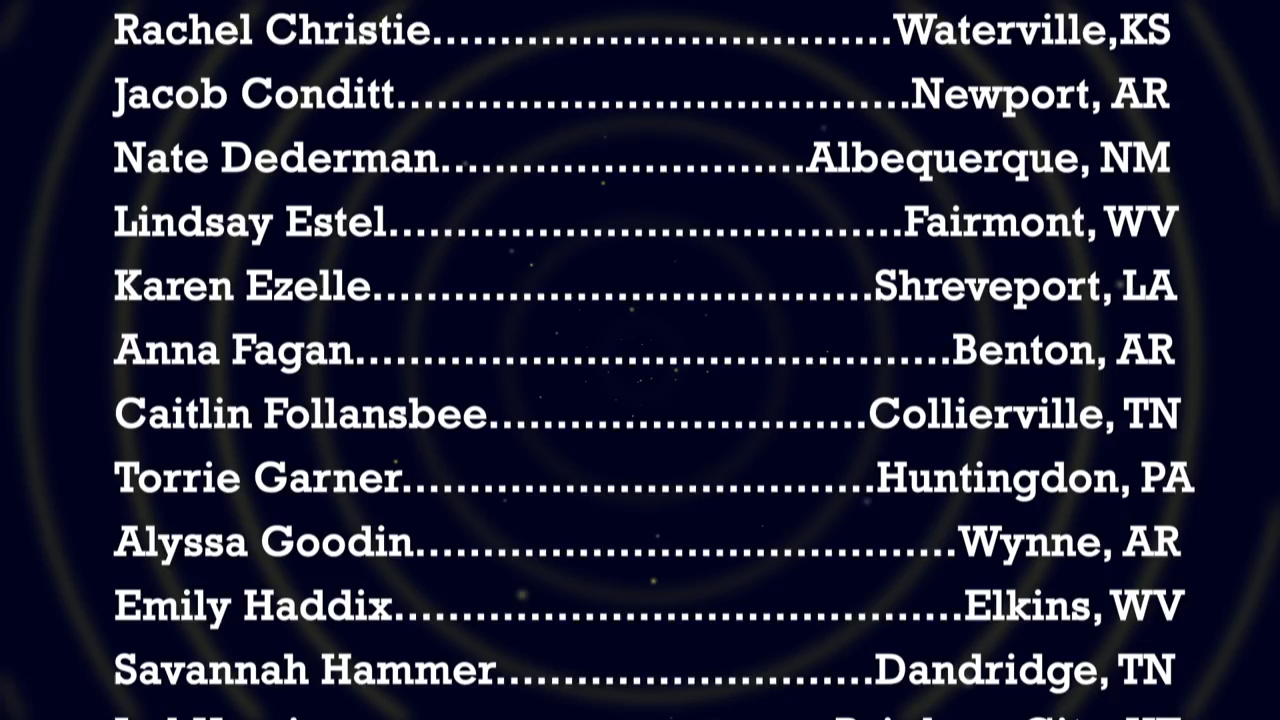 Rachel Christie..................................Waterville,KS
Jacob Conditt......................................Newport, AR
Nate Dederman...........................Albequerque, NM
Lindsay Estel......................................Fairmont, WV
Karen Ezelle.....................................Shreveport, LA
Anna Fagan............................................Benton, AR
Caitlin Follansbee............................Collierville, TN
Torrie Garner...................................Huntingdon, PA
Alyssa Goodin........................................Wynne, AR
Emily Haddix..........................................Elkins, WV
Savannah Hammer............................Dandridge, TN